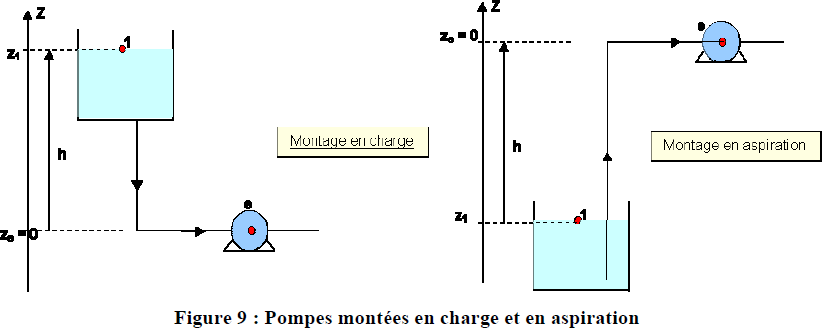 Z
1
z₁
h
Montage en charge
e
zₑ = 0
Z
zₑ = 0
e
h
Montage en aspiration
z₁
1
Figure 9 : Pompes montées en charge et en aspiration